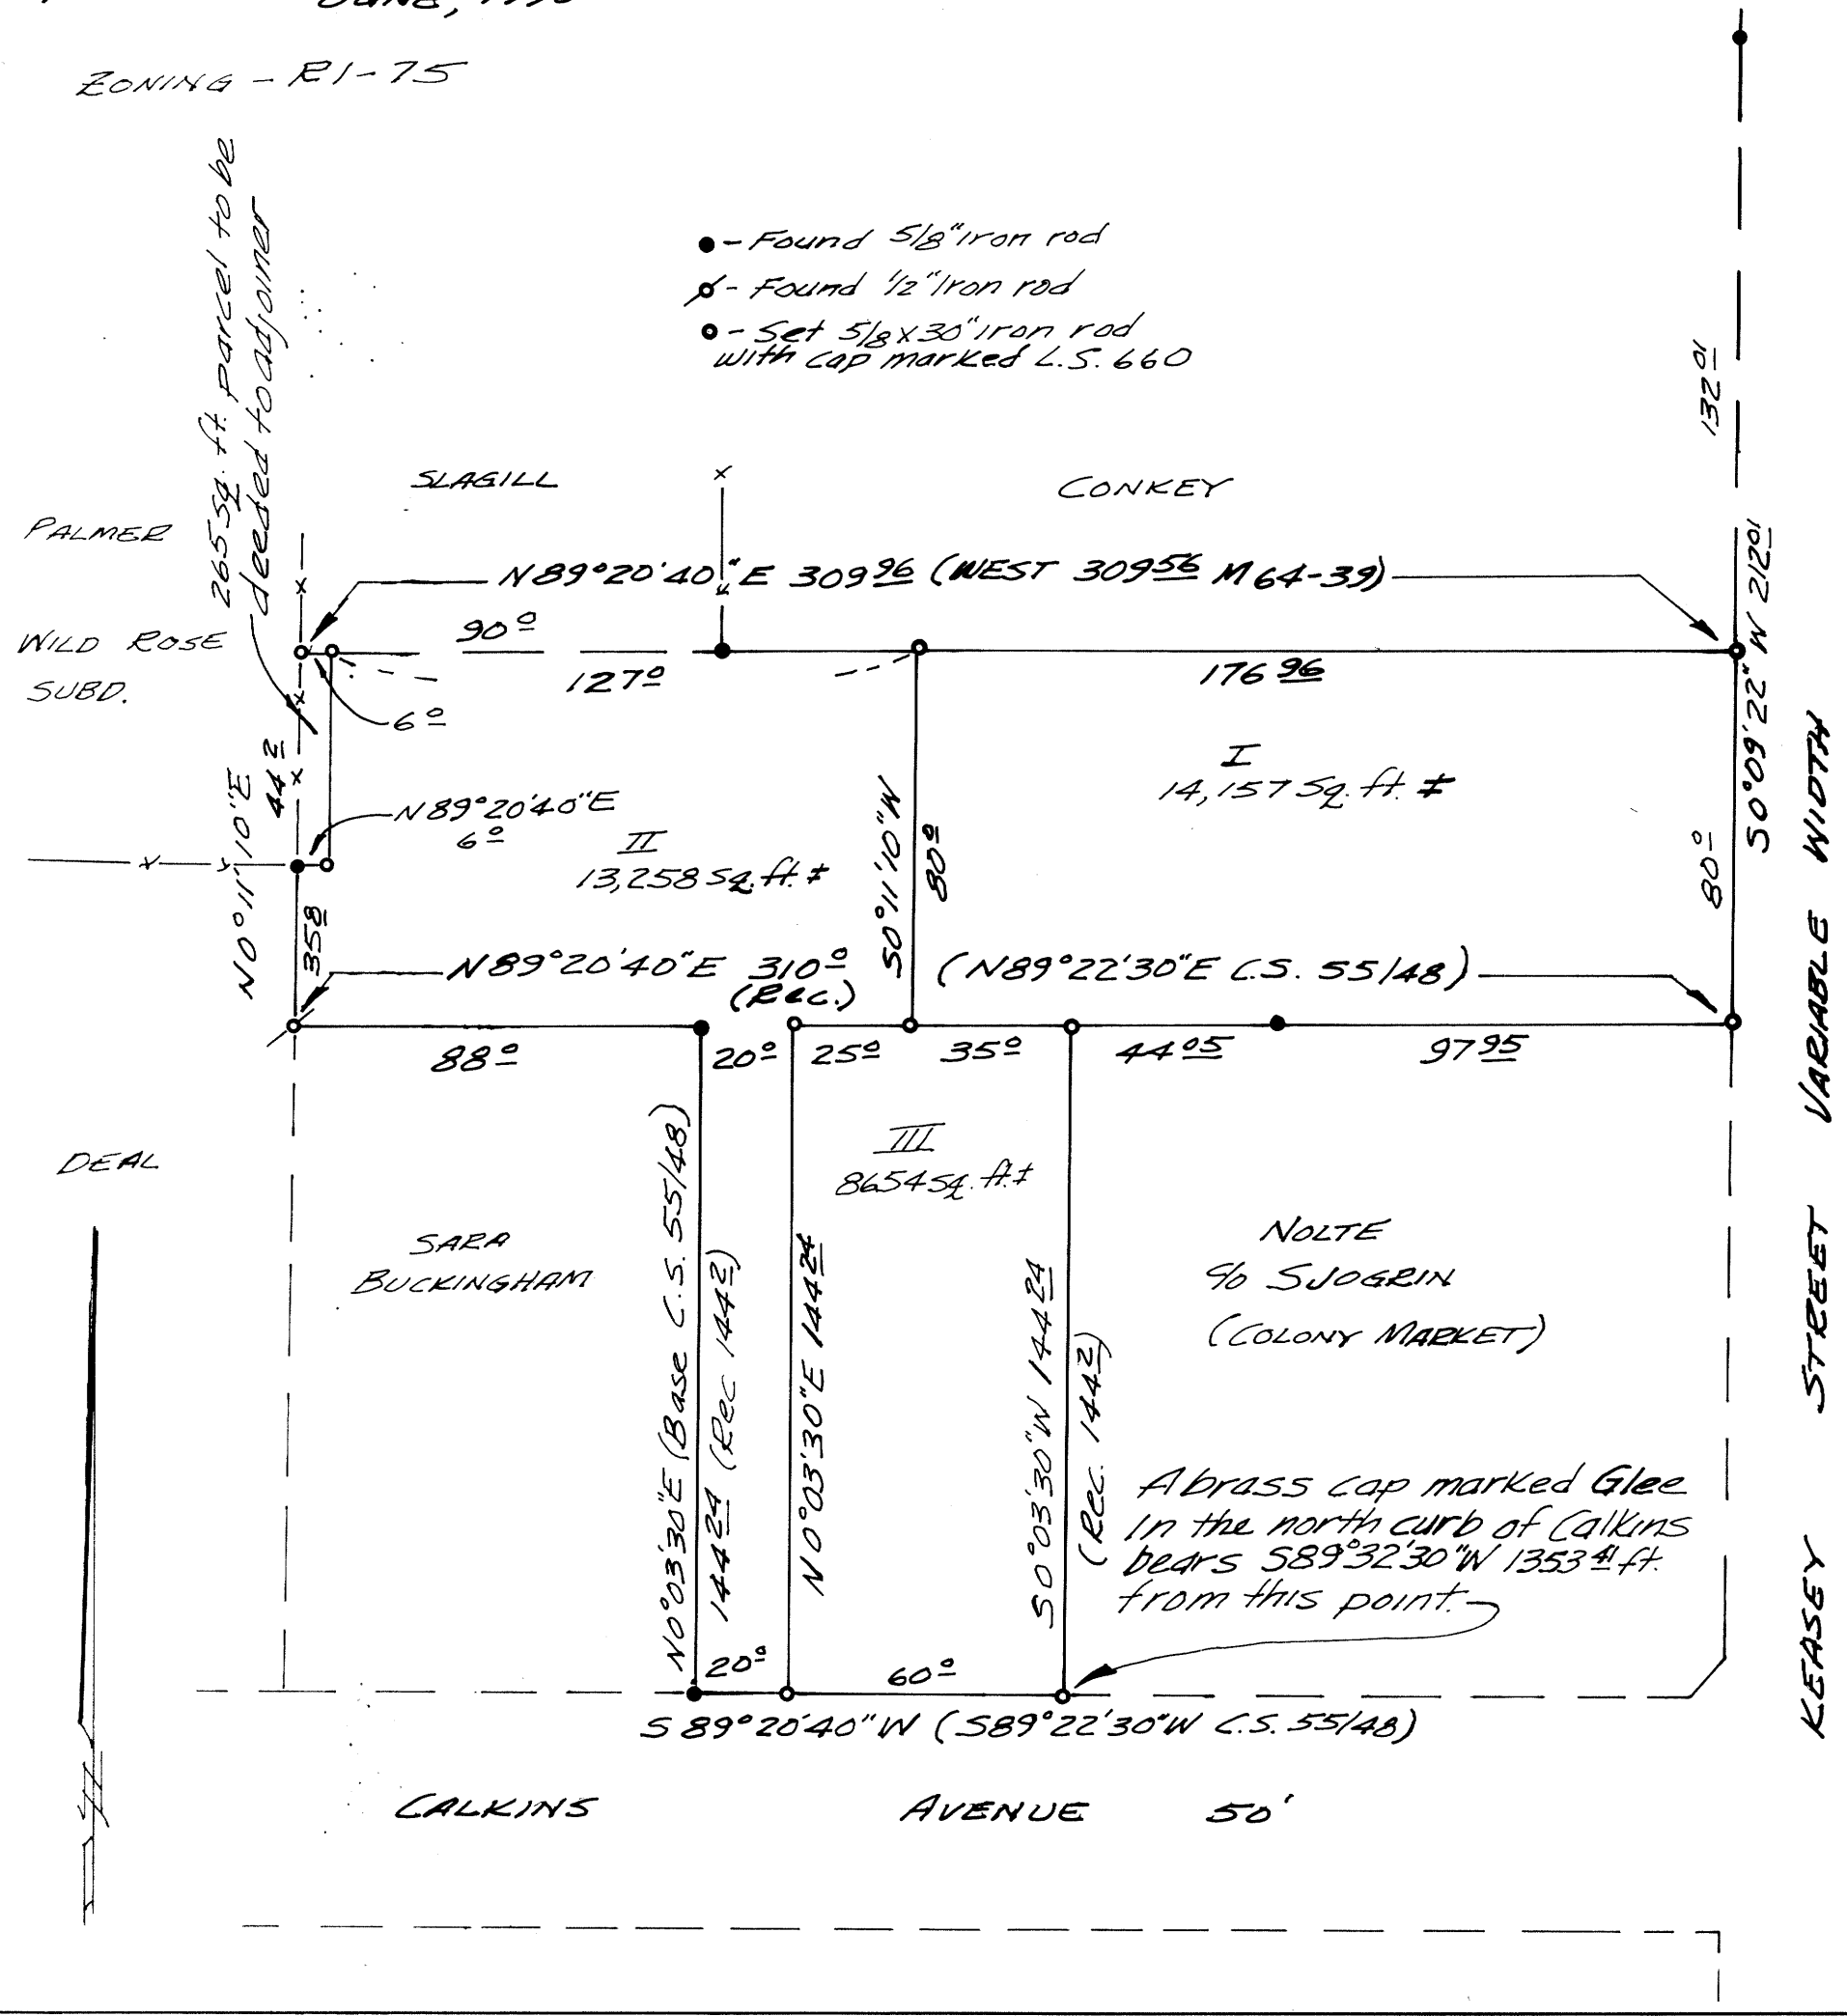 ZONING - R1-75
265 sq. ft. parcel to be
deeded to adjoiner
- Found 5/8" iron rod
- Found 1/2" iron rod
- Set 5/8 x 30" iron rod
with cap marked L.S. 660
132 01
SLAGILL
CONKEY
PALMER
N89°20'40"E 309 96 (WEST 309 56 M64-39)
WILD ROSE
SUBD.
90 0
127 0
176 96
6 0
S0°09'22"W 212 01
44 2
N0°11'10"E
N89°20'40"E
6 0
II
13,258 Sq. ft. ±
I
14,157 Sq. ft. ±
S0°11'10"W
80 0
80 0
35 8
N89°20'40"E 310 0
(Rec.)
(N89°22'30"E C.S. 55/48)
88 0
20 0
25 0
35 0
44 05
97 95
DEAL
III
8654 Sq. ft. ±
SARA
BUCKINGHAM
NOLTE
c/o SJOGRIN
(COLONY MARKET)
N0°03'30"E (Base C.S. 55/48)
144 24 (Rec 144 2)
N0°03'30"E 144 24
S0°03'30"W 144 24
(Rec. 144 2)
A brass cap marked Glee
In the north curb of Calkins
bears S89°32'30"W 1353 41 ft.
from this point.
20 0
60 0
S89°20'40"W (S89°22'30"W C.S. 55/48)
CALKINS AVENUE 50'
KEASEY STREET VARIABLE WIDTH